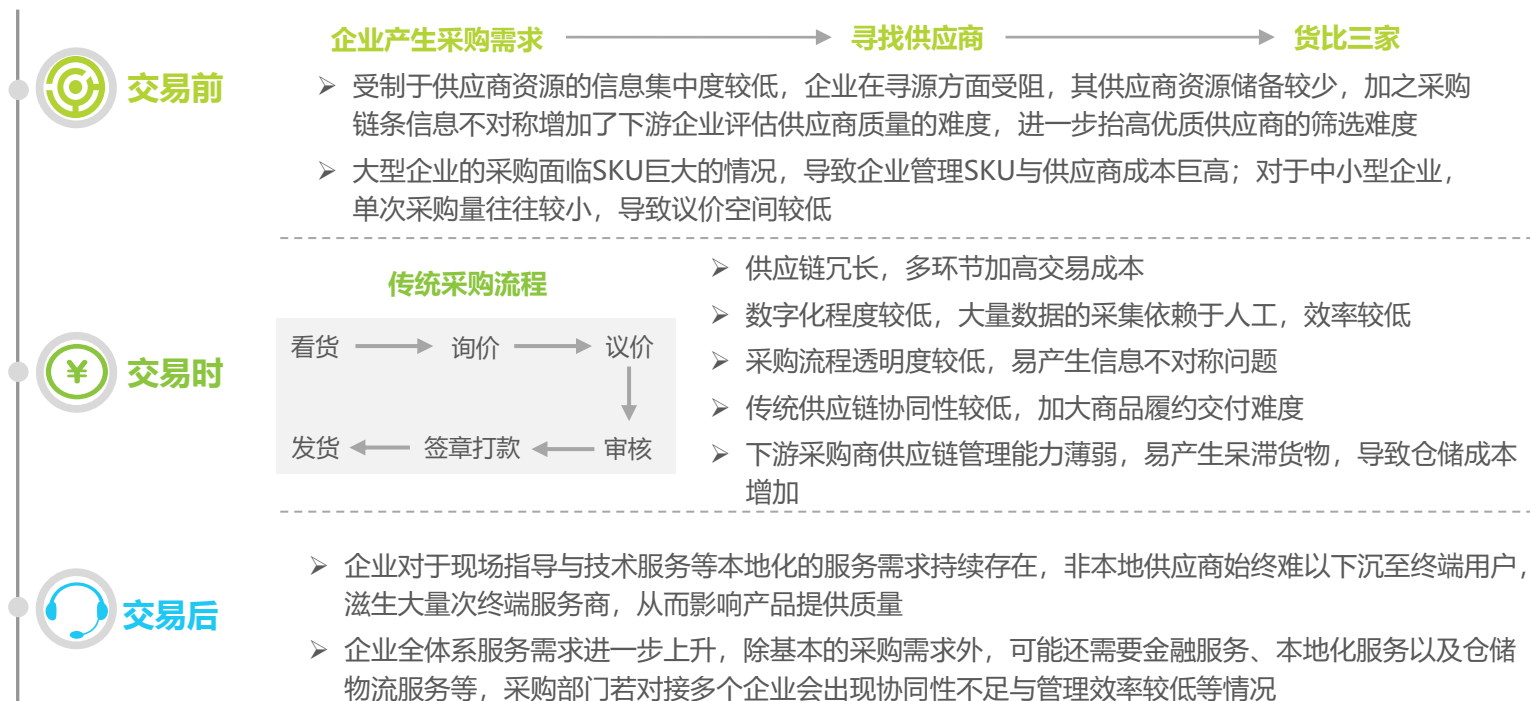 企业产生采购需求 寻找供应商 货比三家
交易前
➢ 受制于供应商资源的信息集中度较低，企业在寻源方面受阻，其供应商资源储备较少，加之采购
链条信息不对称增加了下游企业评估供应商质量的难度，进一步抬高优质供应商的筛选难度
➢ 大型企业的采购面临SKU巨大的情况，导致企业管理SKU与供应商成本巨高；对于中小型企业，
单次采购量往往较小，导致议价空间较低
传统采购流程
看货 询价 议价
发货 签章打款 审核
¥
交易时
➢ 供应链冗长，多环节加高交易成本
➢ 数字化程度较低，大量数据的采集依赖于人工，效率较低
➢ 采购流程透明度较低，易产生信息不对称问题
➢ 传统供应链协同性较低，加大商品履约交付难度
➢ 下游采购商供应链管理能力薄弱，易产生呆滞货物，导致仓储成本
增加
交易后
➢ 企业对于现场指导与技术服务等本地化的服务需求持续存在，非本地供应商始终难以下沉至终端用户，
滋生大量次终端服务商，从而影响产品提供质量
➢ 企业全体系服务需求进一步上升，除基本的采购需求外，可能还需要金融服务、本地化服务以及仓储
物流服务等，采购部门若对接多个企业会出现协同性不足与管理效率较低等情况